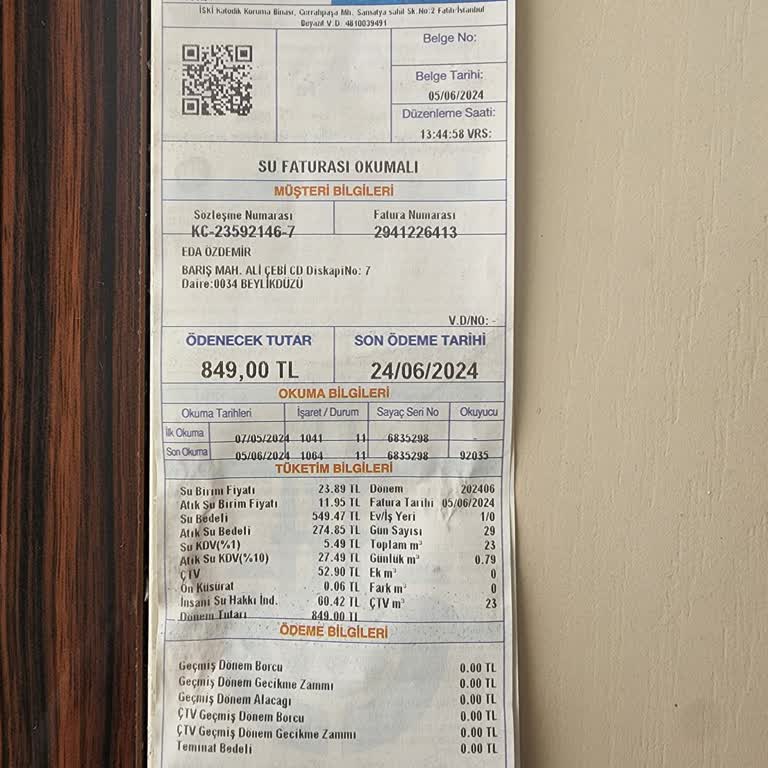 İSKİ Katodik Koruma Binası, Cerrahpaşa Mh. Samatya sahil Sk.No:2 Fatih-İstanbul
Beyazıt V.D. 4810039491
Belge No:
Belge Tarihi:
05/06/2024
Düzenleme Saati:
13:44:58 VRS:
SU FATURASI OKUMALI
MÜŞTERİ BİLGİLERİ
Sözleşme Numarası Fatura Numarası
KC-23592146-7 2941226413
EDA ÖZDEMİR
BARIŞ MAH. ALİ ÇEBİ CD DiskapiNo: 7
Daire:0034 BEYLİKDÜZÜ
V.D/NO: -
ÖDENECEK TUTAR SON ÖDEME TARİHİ
849,00 TL 24/06/2024
OKUMA BİLGİLERİ
Okuma Tarihleri İşaret / Durum Sayaç Seri No Okuyucu
İlk Okuma 07/05/2024 1041 11 6835298 -
Son Okuma 05/06/2024 1064 11 6835298 92035
TÜKETİM BİLGİLERİ
Su Birim Fiyatı 23.89 TL Dönem 202406
Atık Su Birim Fiyatı 11.95 TL Fatura Tarihi 05/06/2024
Su Bedeli 549.47 TL Ev/İş Yeri 1/0
Atık Su Bedeli 274.85 TL Gün Sayısı 29
Su KDV(%1) 5.49 TL Toplam m³ 23
Atık Su KDV(%10) 27.49 TL Günlük m³ 0.79
ÇTV 52.90 TL Ek m³ 0
Ön Küsürat 0.06 TL Fark m³ 0
İnsani Su Hakkı İnd. 60.42 TL ÇTV m³ 23
Dönem Tutarı 849.00 TL
ÖDEME BİLGİLERİ
Geçmiş Dönem Borcu 0.00 TL
Geçmiş Dönem Gecikme Zammı 0.00 TL
Geçmiş Dönem Alacağı 0.00 TL
ÇTV Geçmiş Dönem Borcu 0.00 TL
ÇTV Geçmiş Dönem Gecikme Zammı 0.00 TL
Teminat Bedeli 0.00 TL